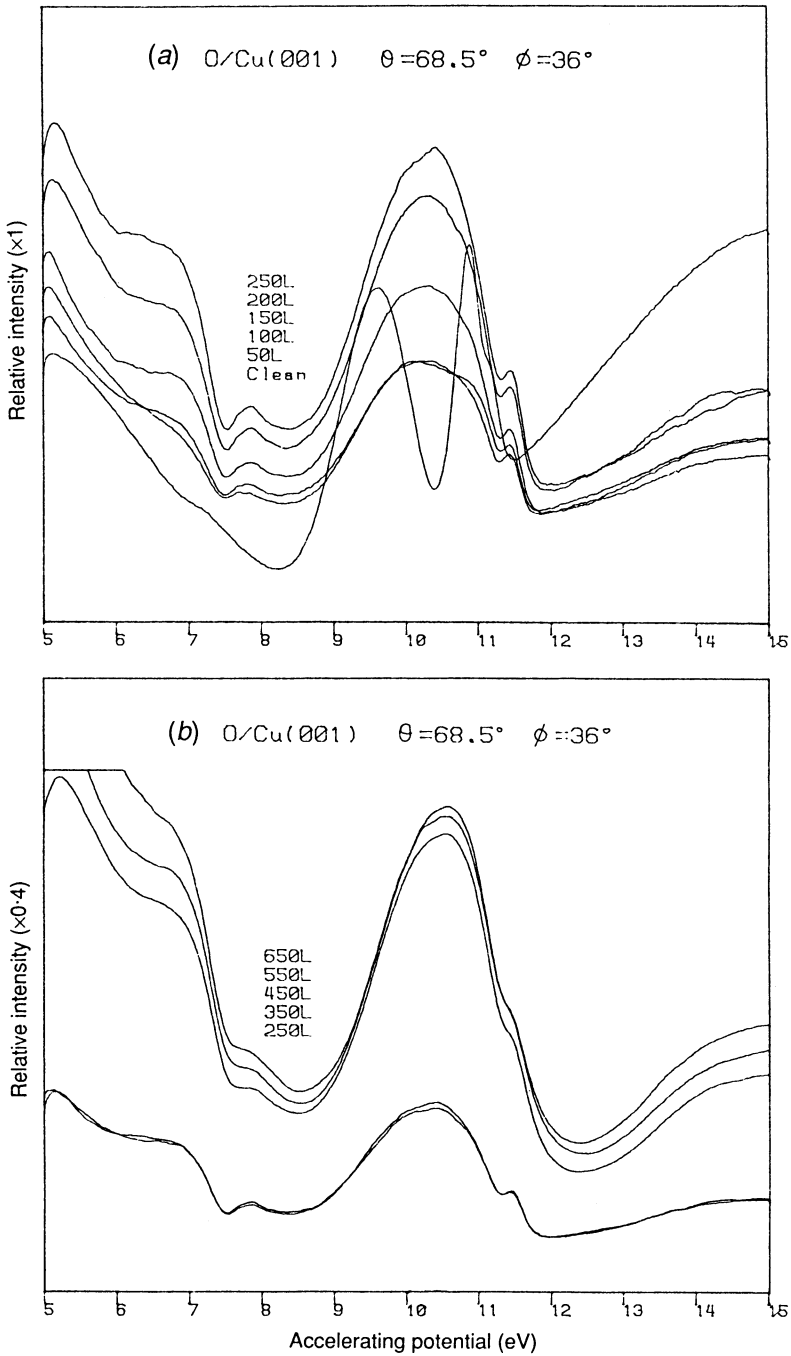 (a) O/Cu(001) θ=68.5° ϕ=36°
Relative intensity (×1)
250L
200L
150L
100L
50L
Clean
5 6 7 8 9 10 11 12 13 14 15
(b) O/Cu(001) θ=68.5° ϕ=36°
Relative intensity (×0·4)
650L
550L
450L
350L
250L
5 6 7 8 9 10 11 12 13 14 15
Accelerating potential (eV)